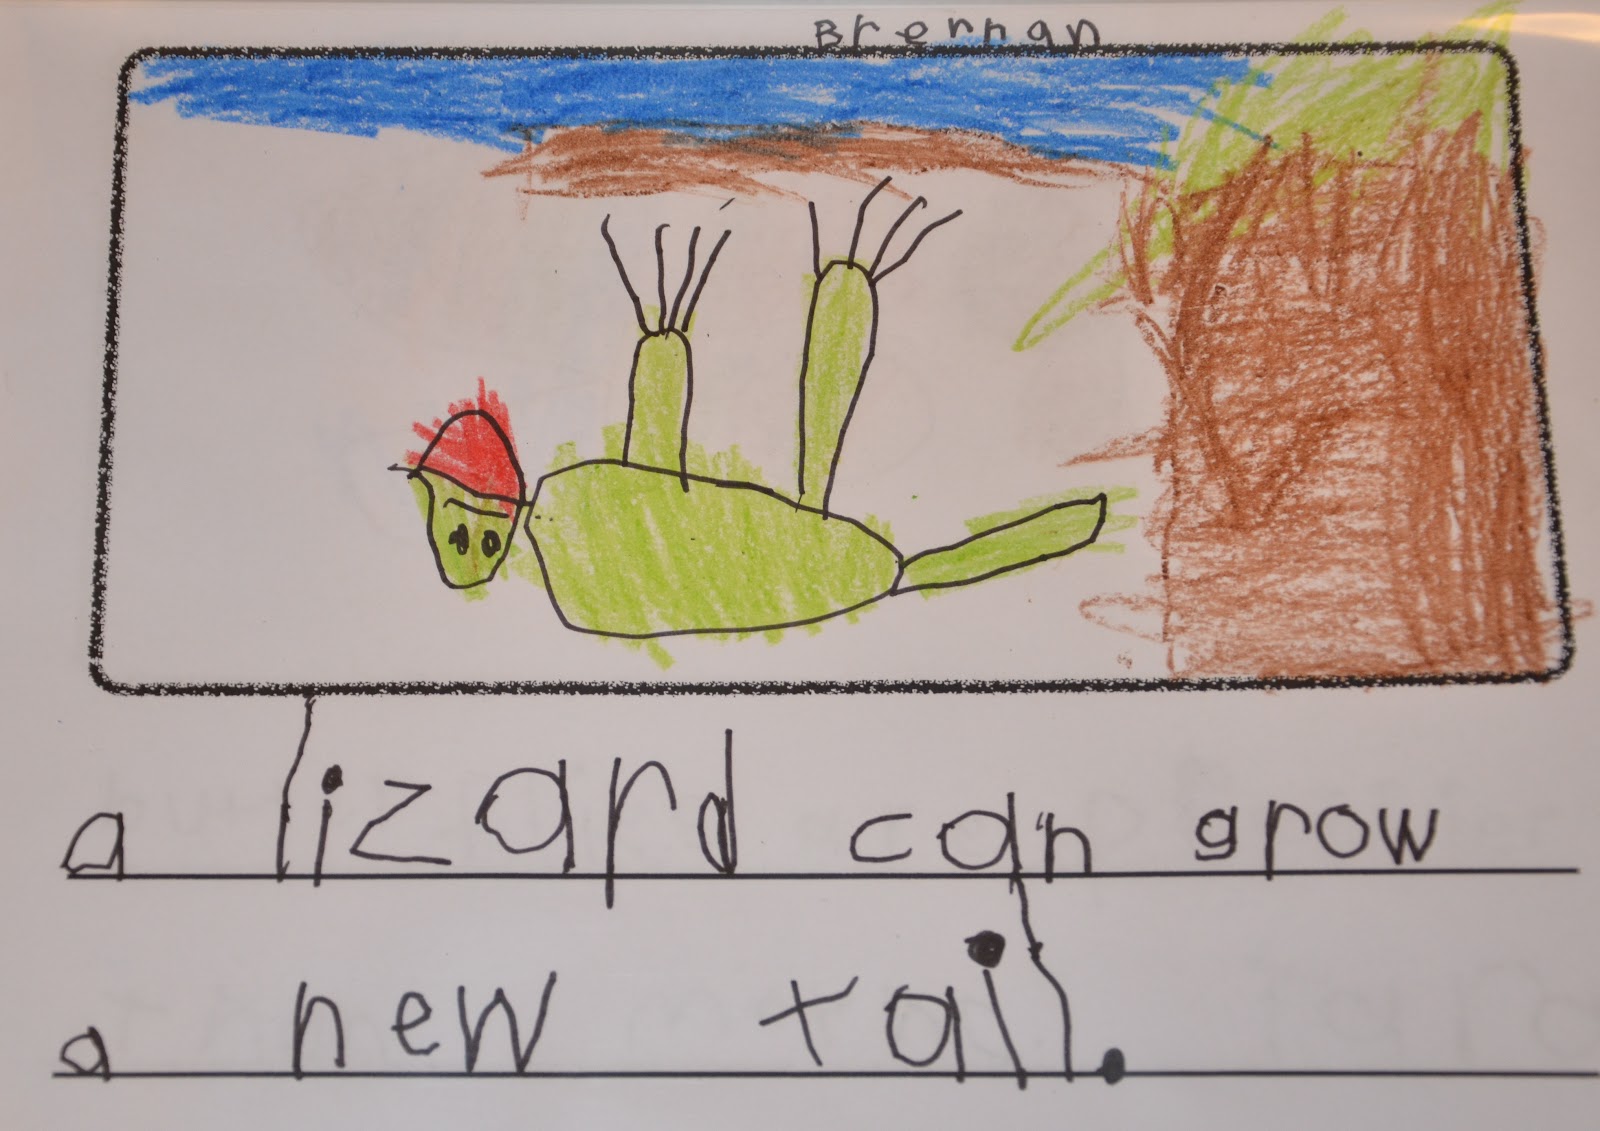 Brennan
a lizard can grow
a new tail.